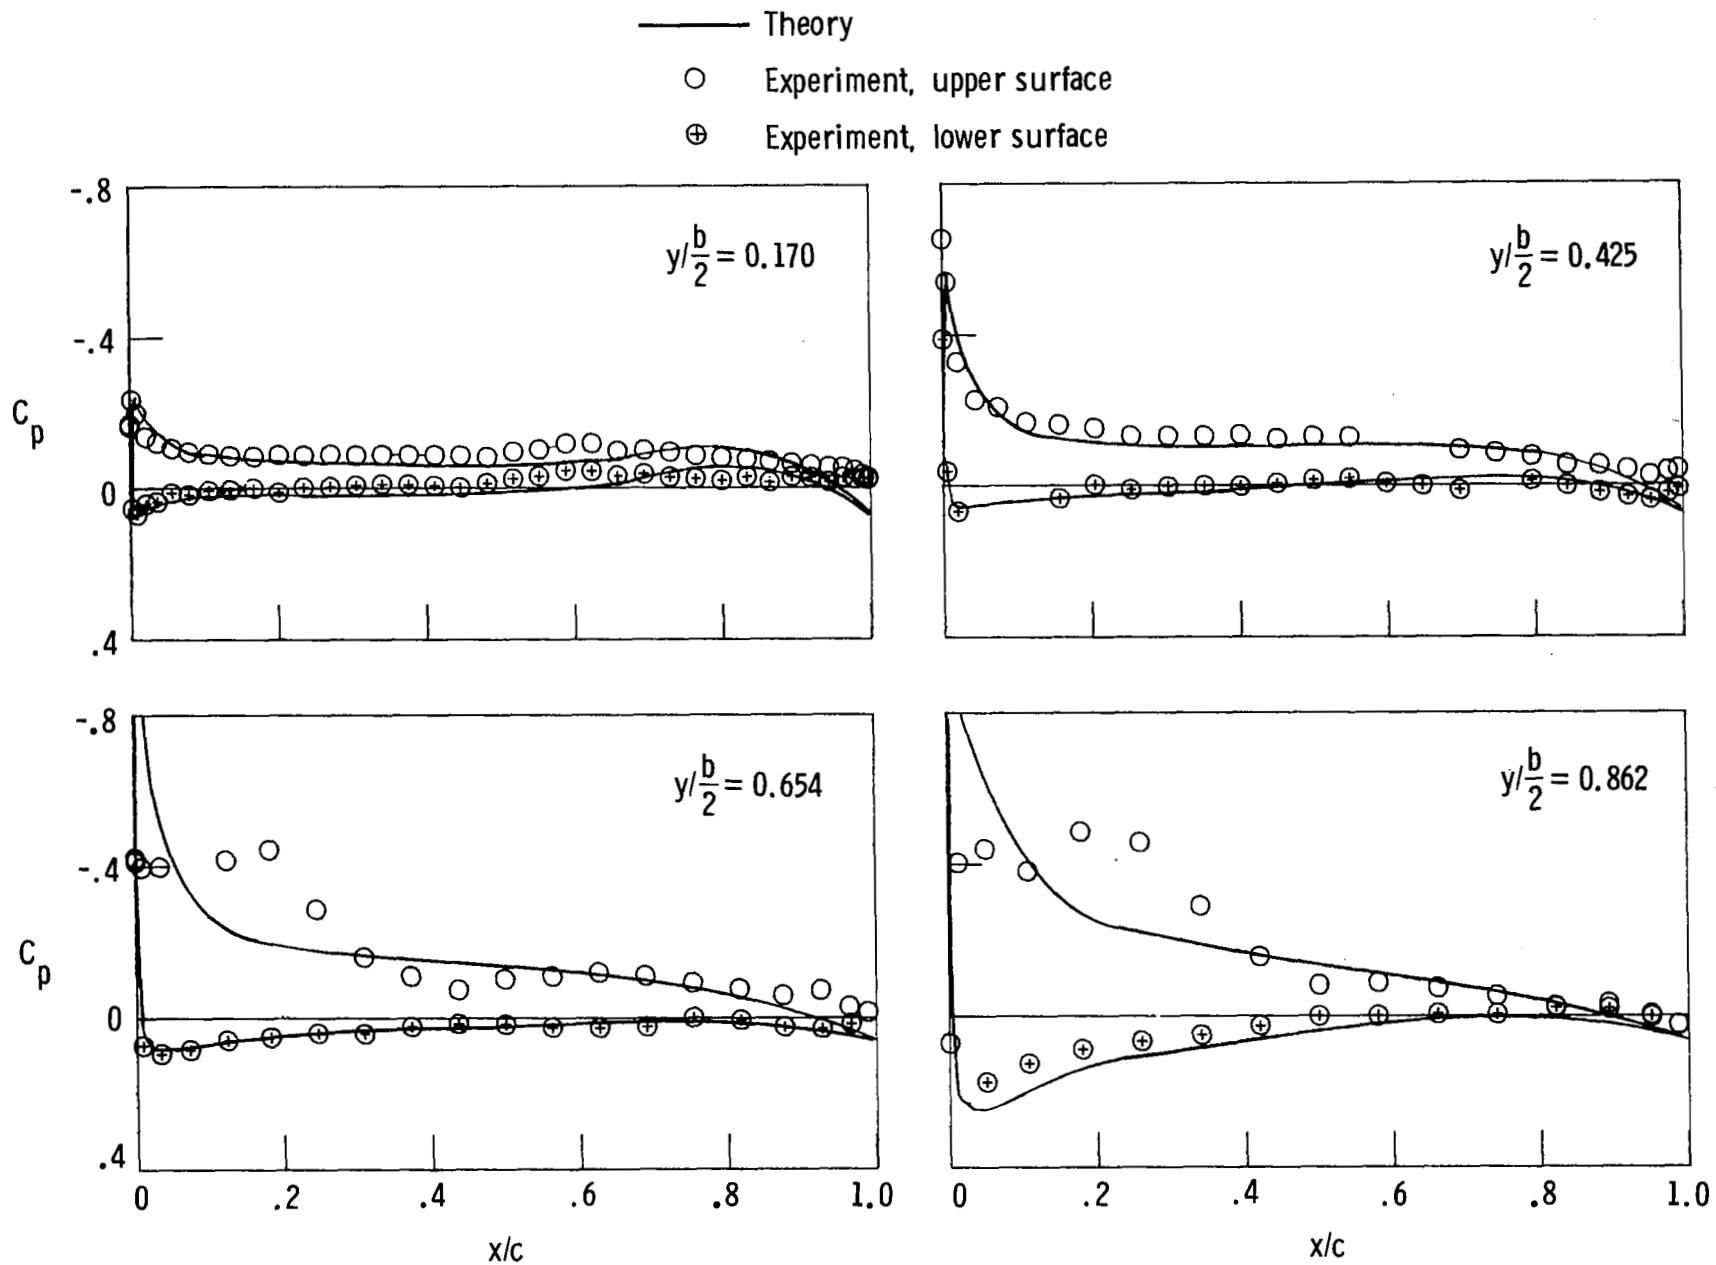 Theory
Experiment, upper surface
Experiment, lower surface
-.8
-.4
0
.4
C_p
y/b/2 = 0.170
y/b/2 = 0.425
-.8
-.4
0
.4
C_p
y/b/2 = 0.654
y/b/2 = 0.862
0 .2 .4 .6 .8 1.0
x/c
0 .2 .4 .6 .8 1.0
x/c